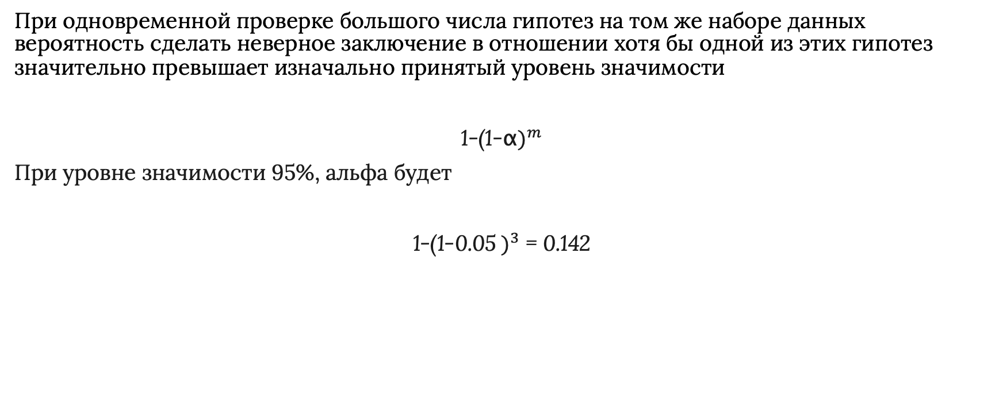 При одновременной проверке большого числа гипотез на том же наборе данных
вероятность сделать неверное заключение в отношении хотя бы одной из этих гипотез
значительно превышает изначально принятый уровень значимости
1-(1-α)ᵐ
При уровне значимости 95%, альфа будет
1-(1-0.05 )³ = 0.142